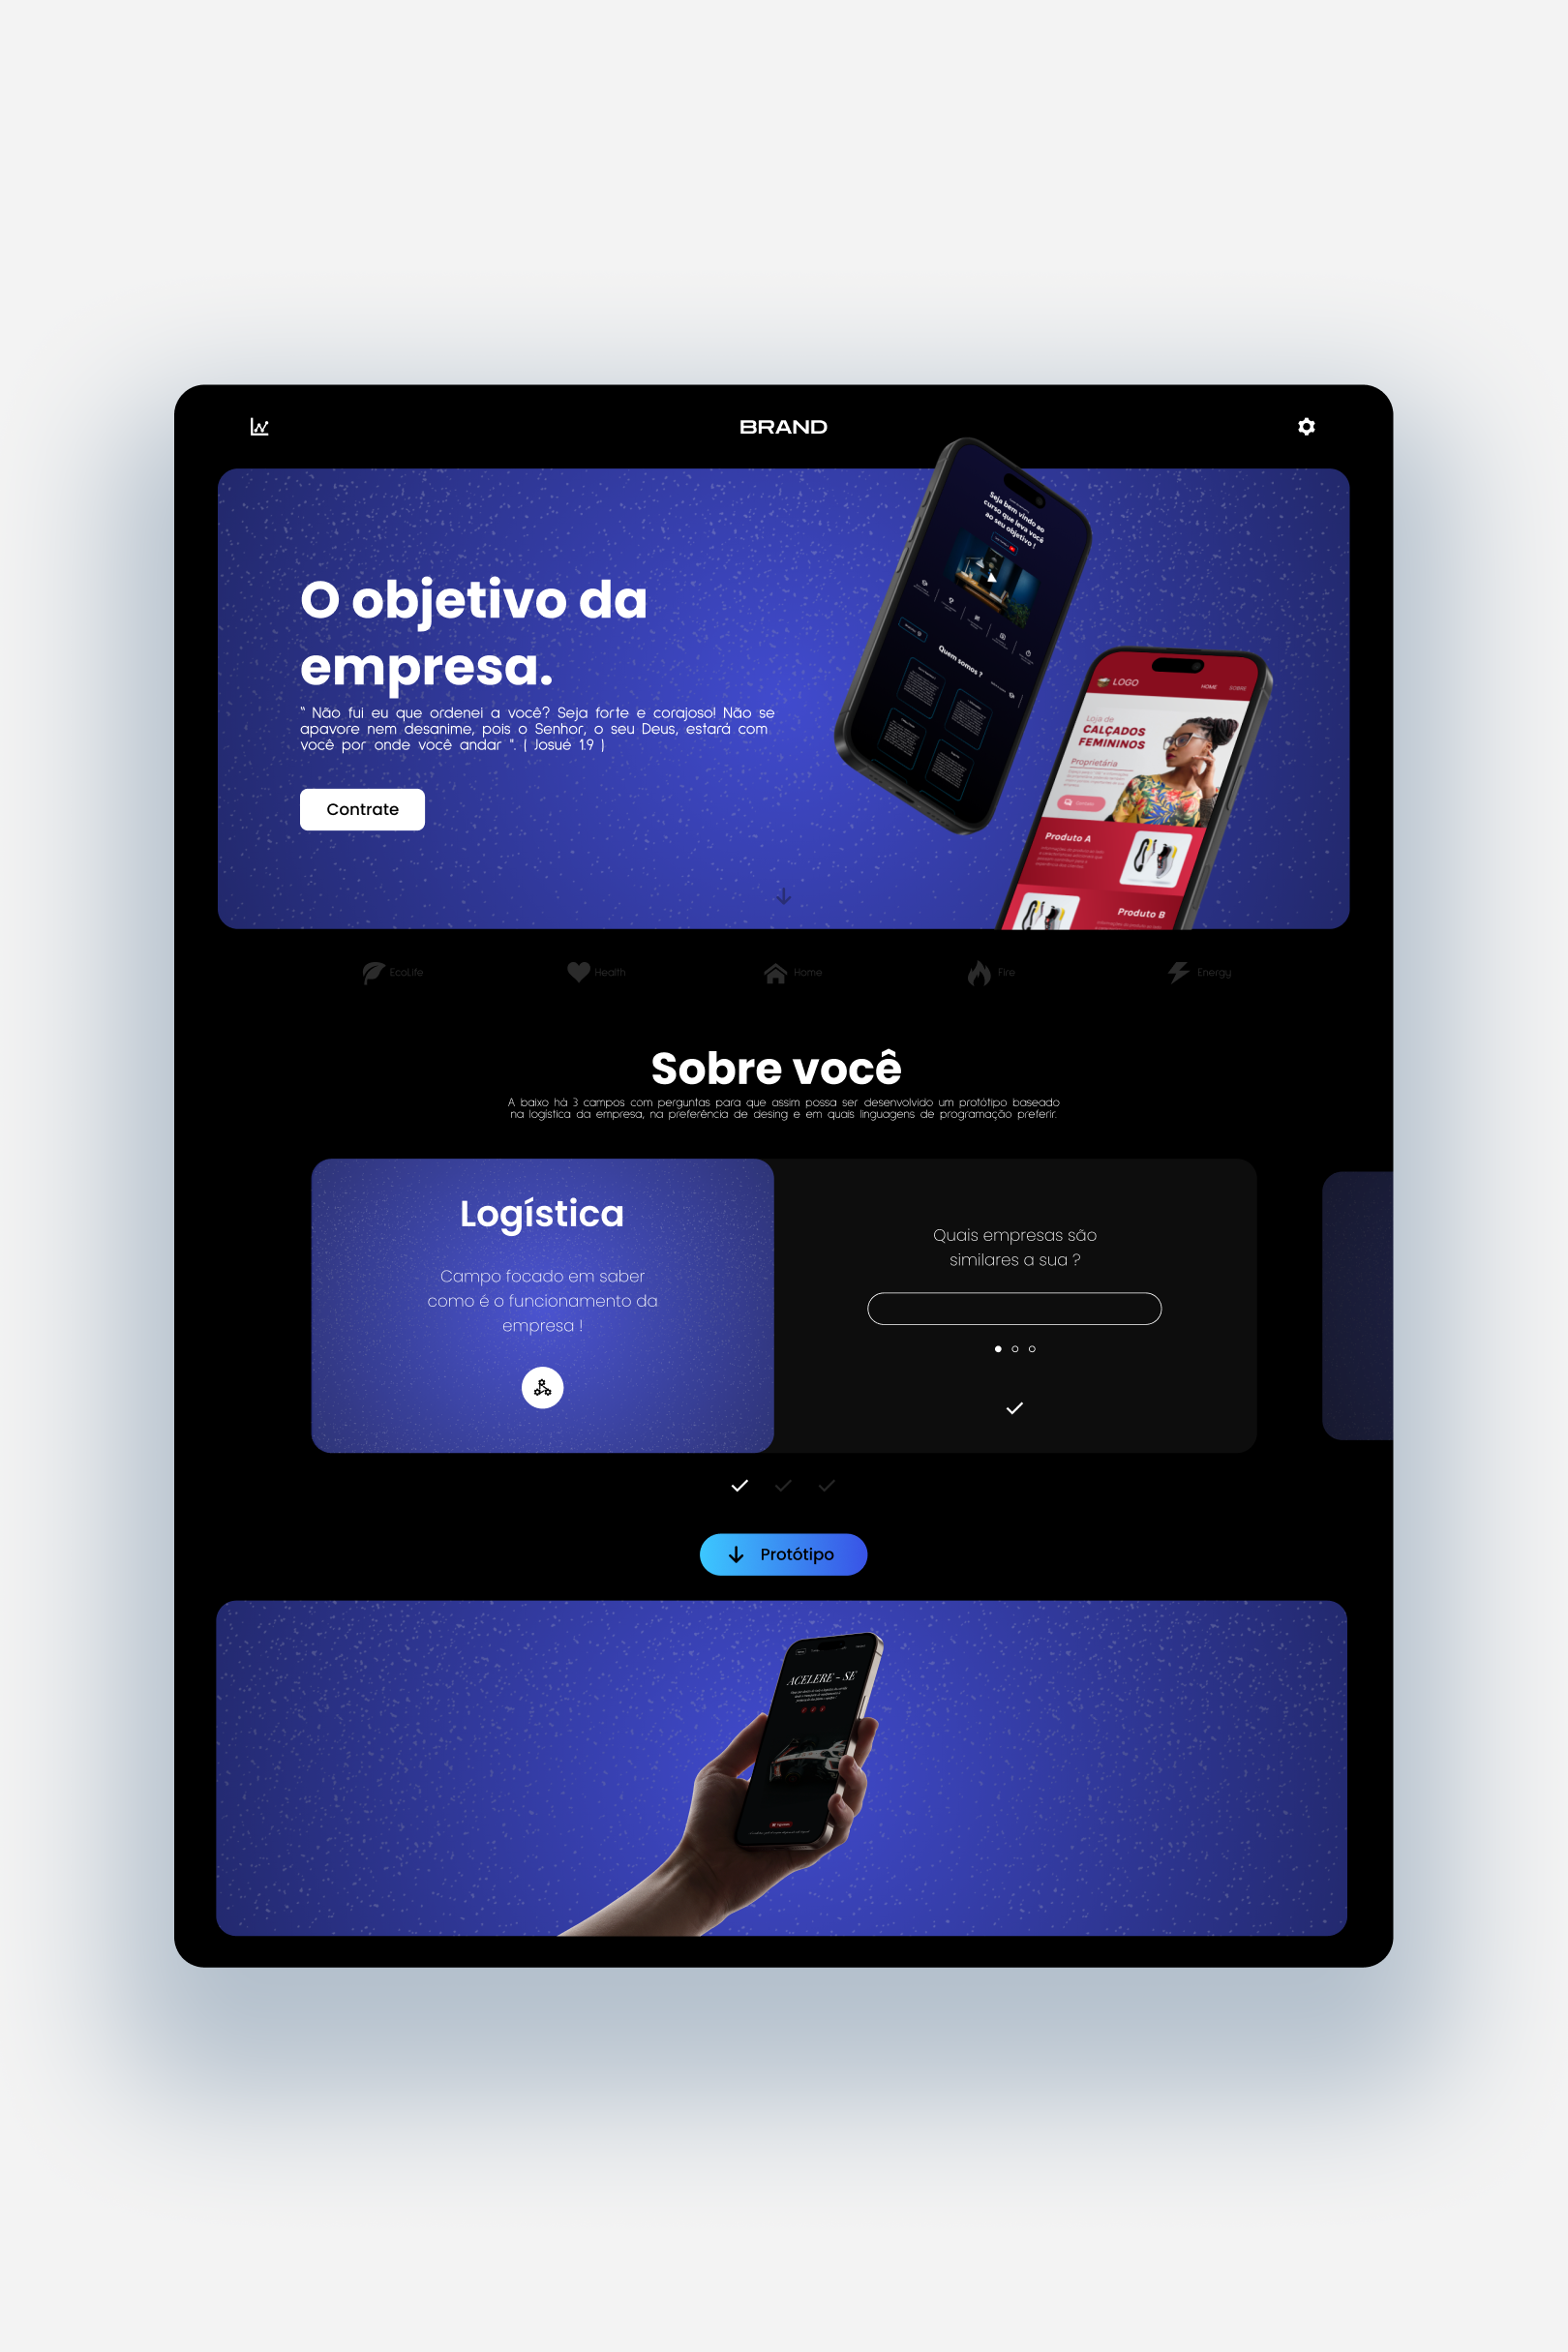 BRAND
O objetivo da
empresa.
“ Não fui eu que ordenei a você? Seja forte e corajoso! Não se
apavore nem desanime, pois o Senhor, o seu Deus, estará com
você por onde você andar ". ( Josué 1.9 )
Contrate
Seja bem vindo ao
curso que leva você
ao seu objetivo !
Quem somos ?
LOGO
HOME
SOBRE
Loja de
CALÇADOS
FEMININOS
Proprietária
Produto A
Produto B
EcoLife
Health
Home
Fire
Energy
Sobre você
A baixo há 3 campos com perguntas para que assim possa ser desenvolvido um protótipo baseado
na logística da empresa, na preferência de desing e em quais linguagens de programação preferir.
Logística
Campo focado em saber
como é o funcionamento da
empresa !
Quais empresas são
similares a sua ?
Protótipo
ACELERE - SE